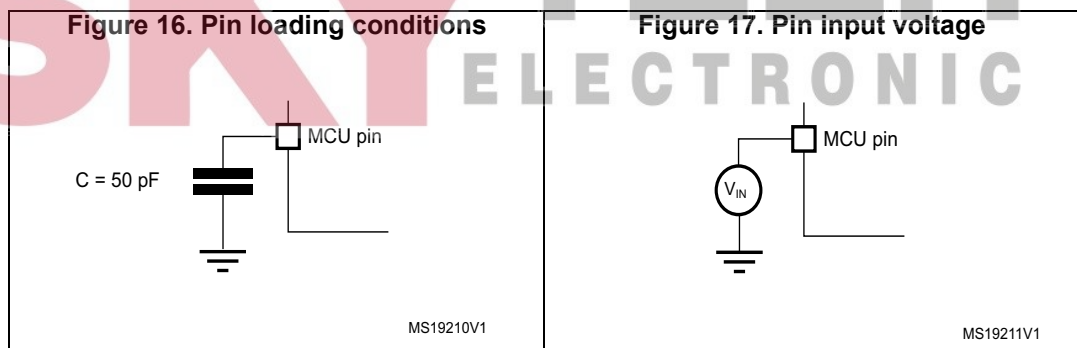 Figure 16. Pin loading conditions
MCU pin
C = 50 pF
MS19210V1
Figure 17. Pin input voltage
MCU pin
VIN
MS19211V1
SKY
ELECTRONIC